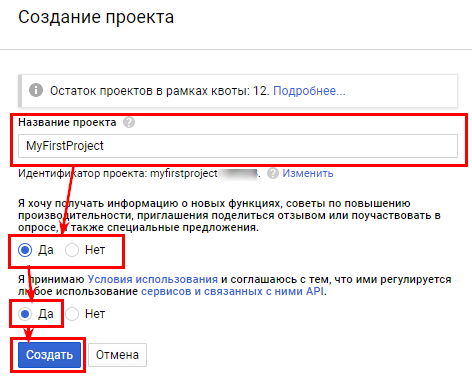 Создание проекта
Остаток проектов в рамках квоты: 12. Подробнее...
Название проекта ?
MyFirstProject
Идентификатор проекта: myfirstproject . ? Изменить
Я хочу получать информацию о новых функциях, советы по повышению
производительности, приглашения поделиться отзывом или поучаствовать в
опросе, а также специальные предложения.
Да Нет
Я принимаю Условия использования и соглашаюсь с тем, что ими регулируется
любое использование сервисов и связанных с ними API.
Да Нет
Создать Отмена